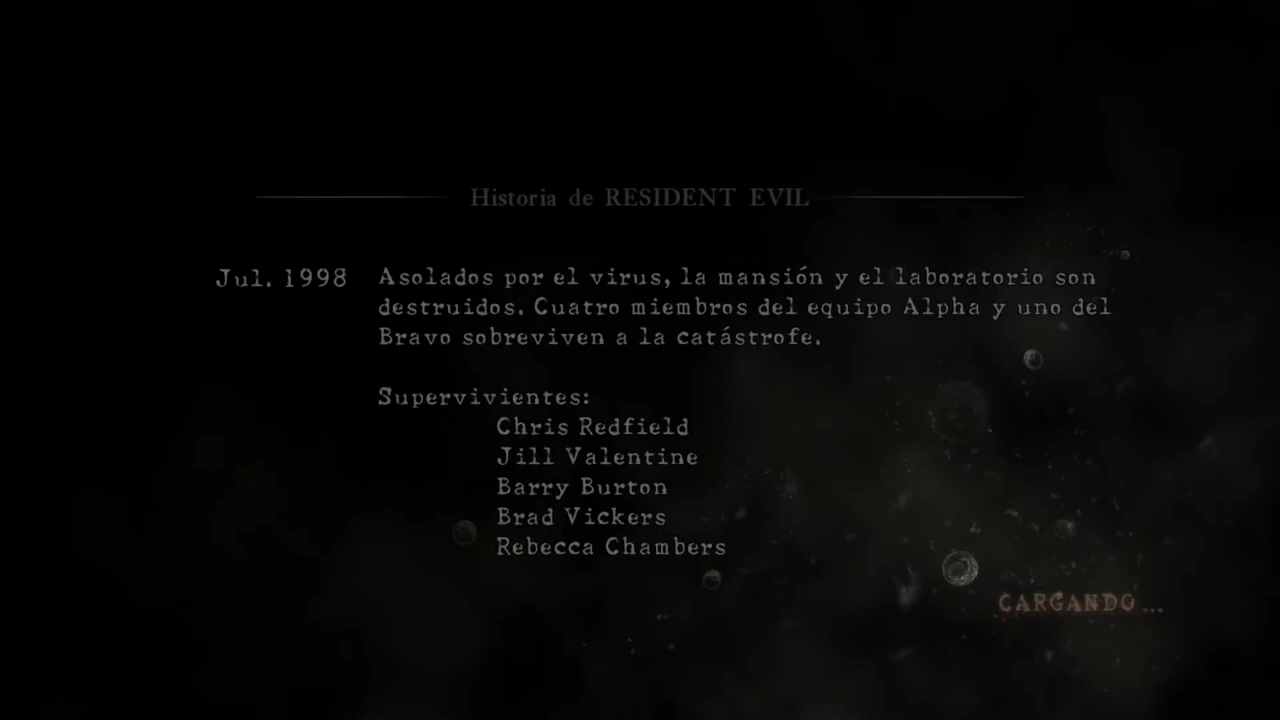 Historia de RESIDENT EVIL
Jul. 1998 Asolados por el virus, la mansión y el laboratorio son
destruidos. Cuatro miembros del equipo Alpha y uno del
Bravo sobreviven a la catástrofe.
Supervivientes:
Chris Redfield
Jill Valentine
Barry Burton
Brad Vickers
Rebecca Chambers
CARGANDO...